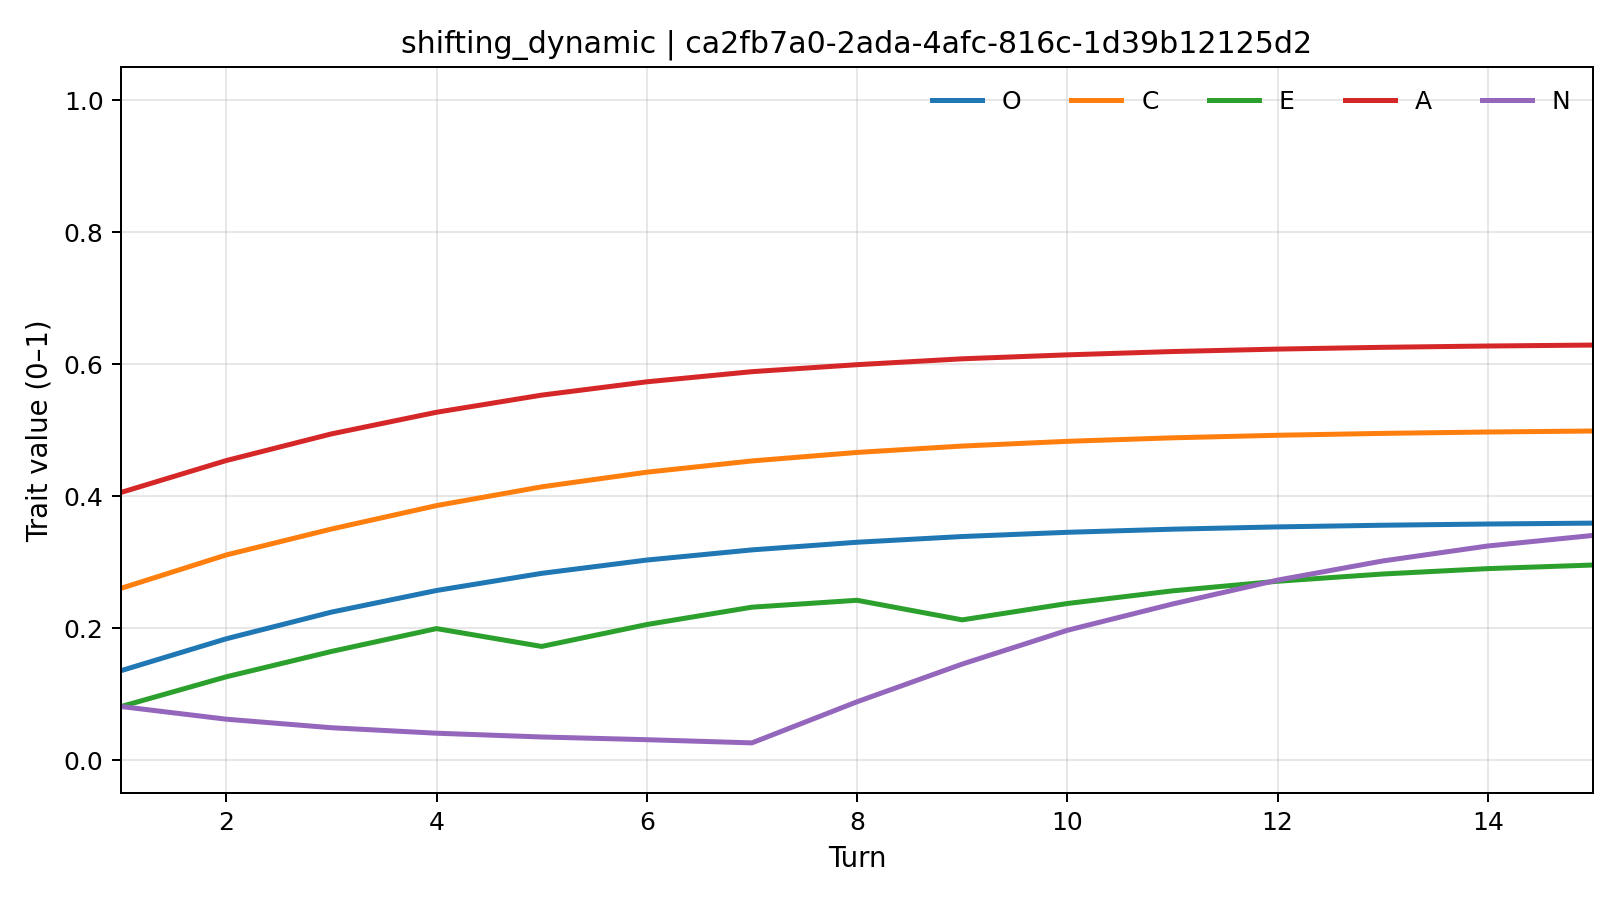 shifting_dynamic | ca2fb7a0-2ada-4afc-816c-1d39b12125d2
O C E A N
1.0
0.8
0.6
0.4
0.2
0.0
Trait value (0–1)
2 4 6 8 10 12 14
Turn